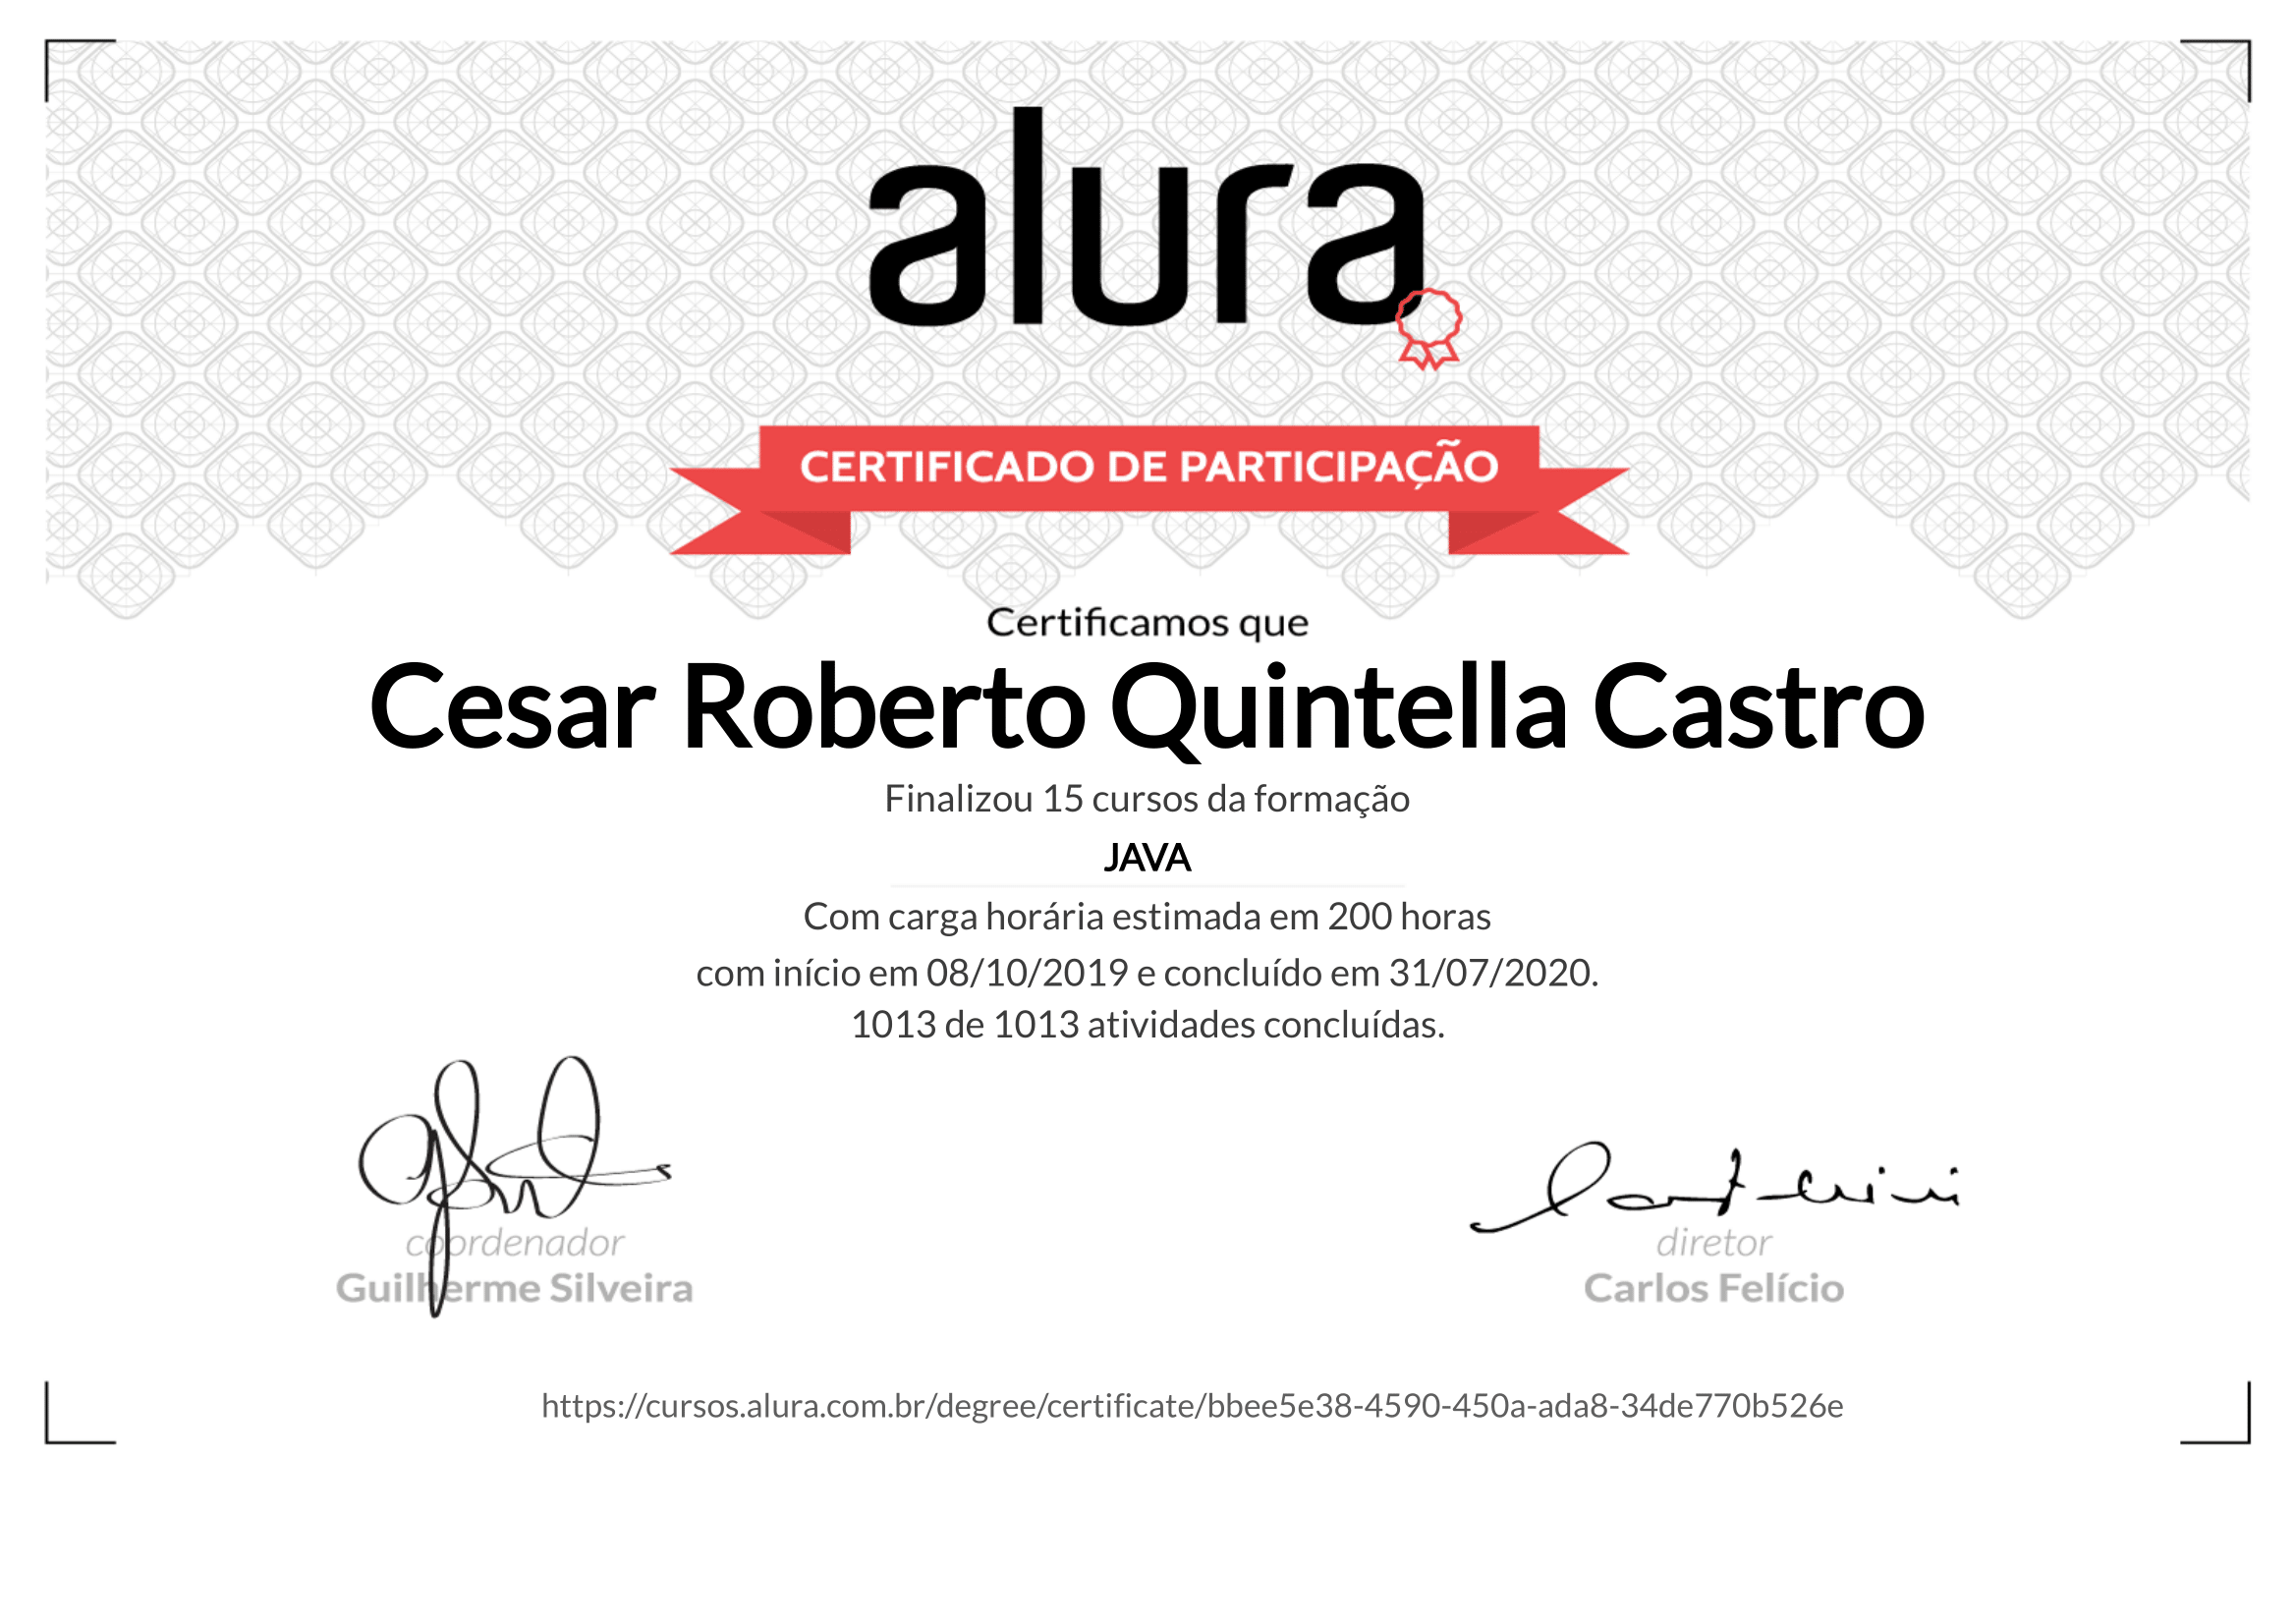 alura
CERTIFICADO DE PARTICIPAÇÃO
Certificamos que
Cesar Roberto Quintella Castro
Finalizou 15 cursos da formação
JAVA
Com carga horária estimada em 200 horas
com início em 08/10/2019 e concluído em 31/07/2020.
1013 de 1013 atividades concluídas.
coordenador
Guilherme Silveira
diretor
Carlos Felício
https://cursos.alura.com.br/degree/certificate/bbee5e38-4590-450a-ada8-34de770b526e